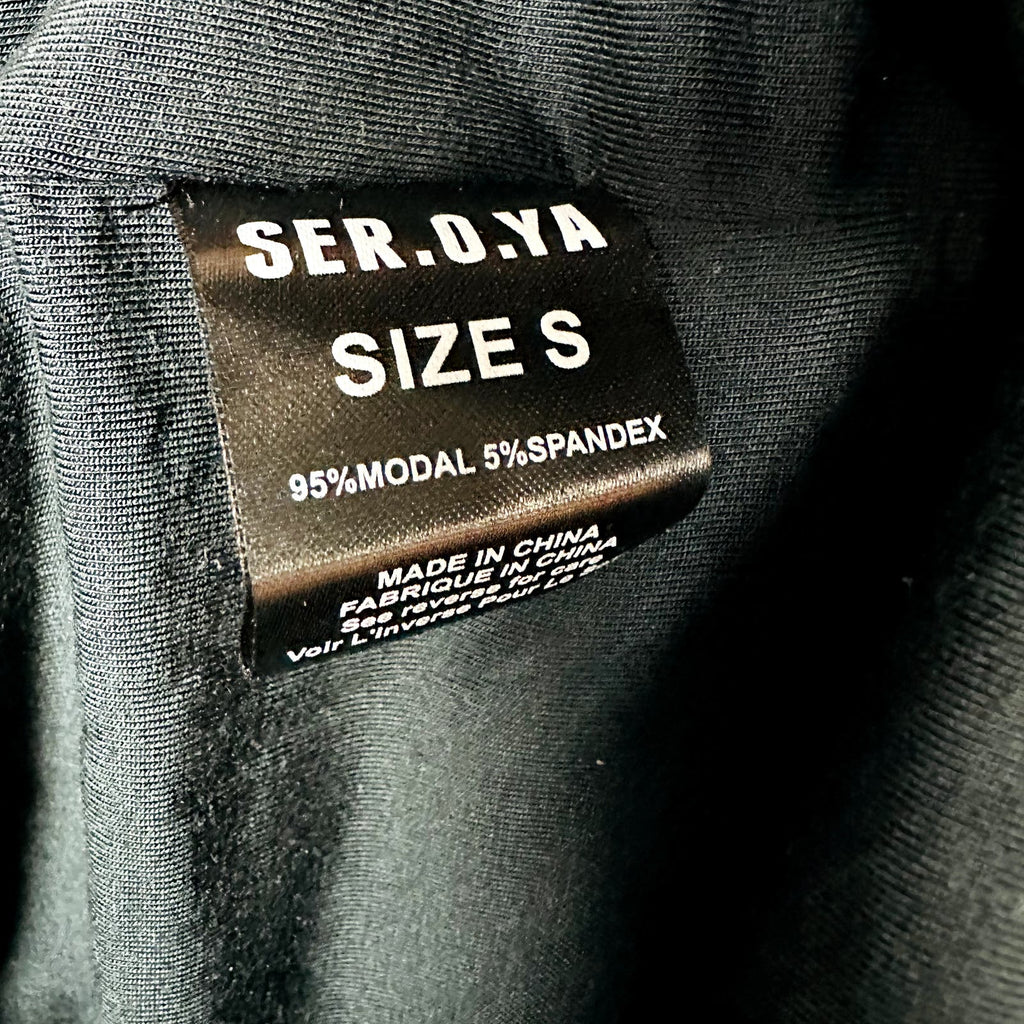 SER.O.YA
SIZE S
95%MODAL 5%SPANDEX
MADE IN CHINA
FABRIQUE IN CHINA
See reverse for care
Voir L'Inverse Pour Le